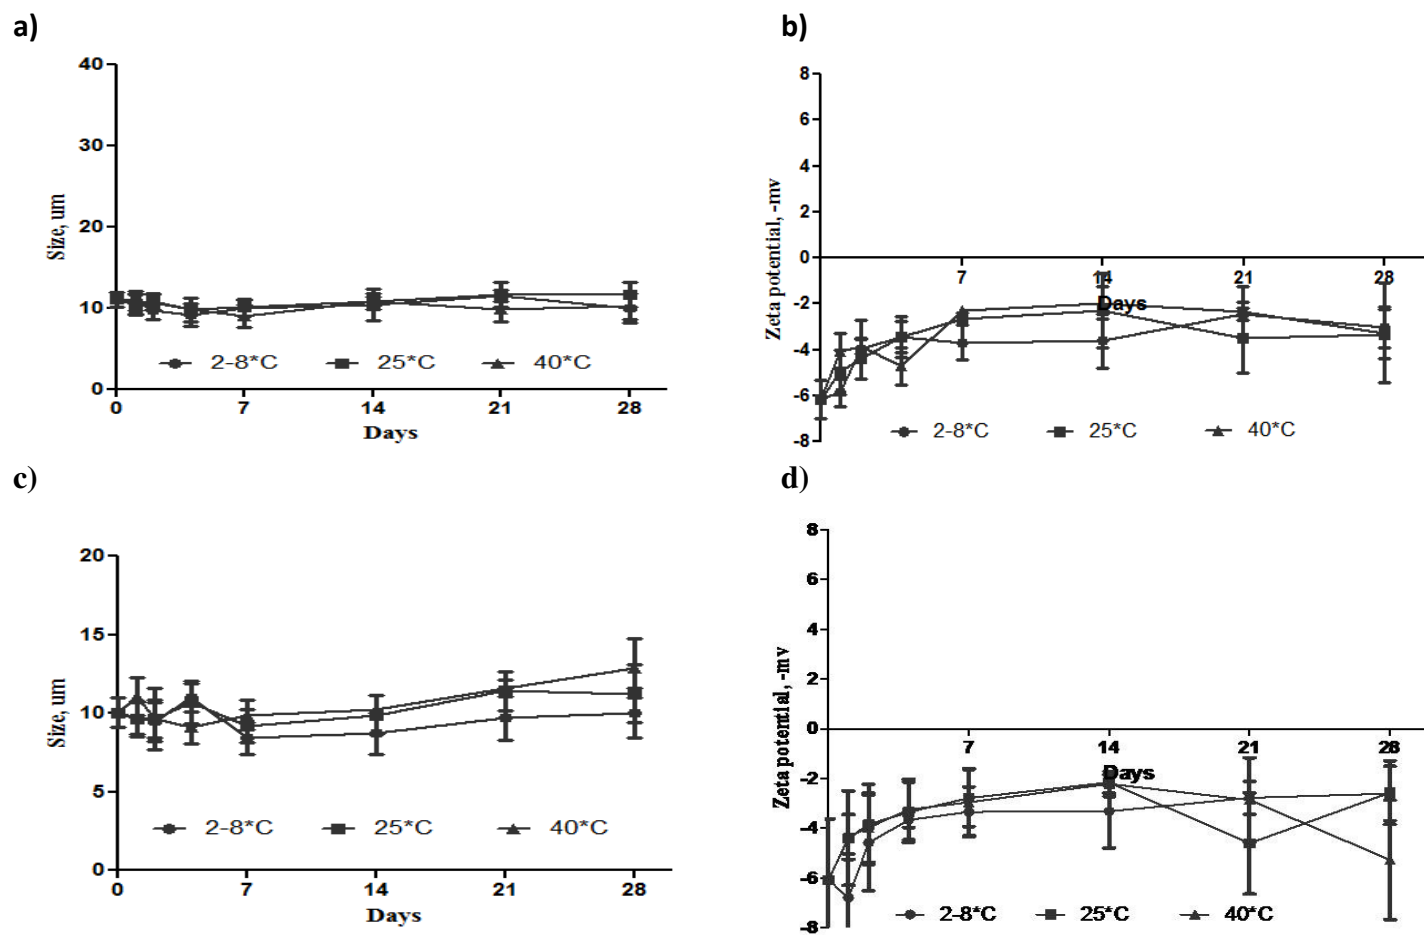 a)
40
30
20
10
0
Size, um
2-8*C 25*C 40*C
0 7 14 21 28
Days
b)
8
6
4
2
0
-2
-4
-6
-8
Zeta potential, -mv
7 14 21 28
Days
2-8*C 25*C 40*C
c)
20
15
10
5
0
Size, um
2-8*C 25*C 40*C
0 7 14 21 28
Days
d)
8
6
4
2
0
-2
-4
-6
-8
Zeta potential, -mv
7 14 21 28
Days
2-8*C 25*C 40*C